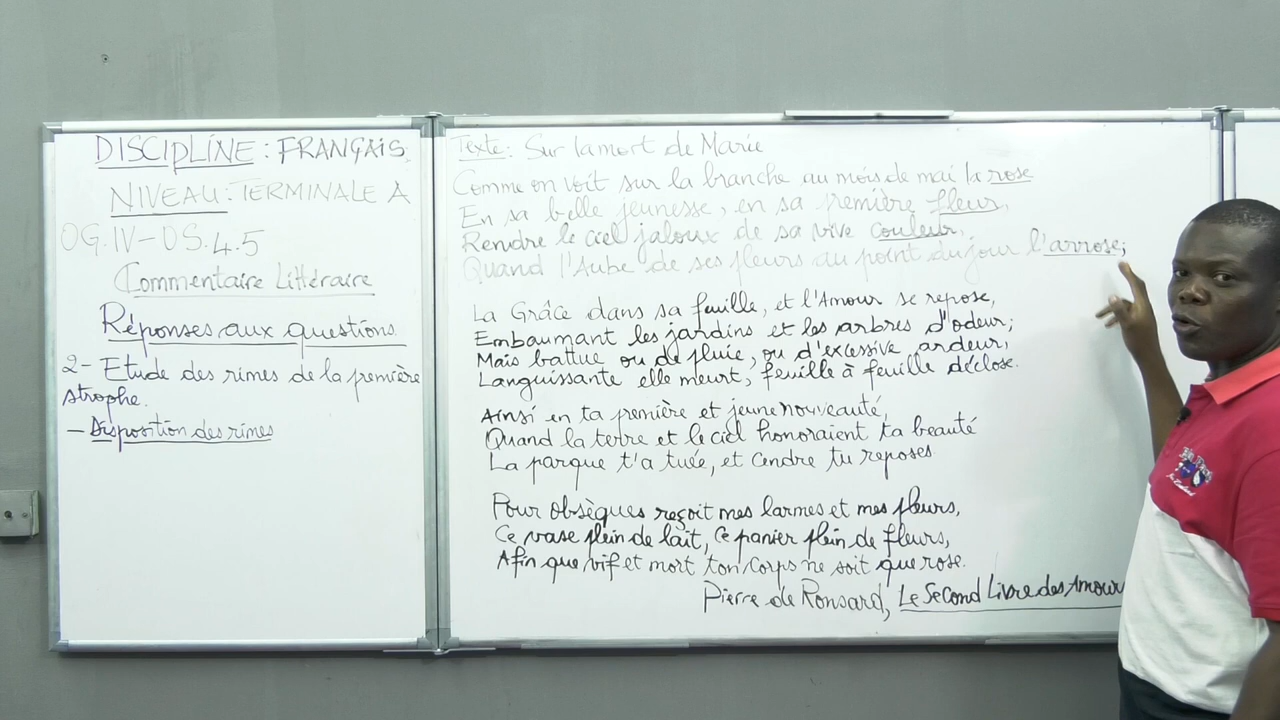 DISCIPLINE : FRANÇAIS.
NIVEAU : TERMINALE A
OG.IV-OS.4.5
Commentaire Littéraire
Réponses aux questions
2- Etude des rimes de la première
strophe.
- Disposition des rimes
Texte : Sur la mort de Marie
Comme on voit sur la branche au mois de mai la rose
En sa belle jeunesse, en sa première fleur,
Rendre le ciel jaloux de sa vive couleur,
Quand l'Aube de ses pleurs au point du jour l'arrose;
La Grâce dans sa feuille, et l'Amour se repose,
Embaumant les jardins et les arbres d'odeur;
Mais battue ou de pluie, ou d'excessive ardeur,
Languissante elle meurt, feuille à feuille déclose.
Ainsi en ta première et jeune nouveauté,
Quand la terre et le ciel honoraient ta beauté
La parque t'a tuée, et cendre tu reposes
Pour obsèques reçoit mes larmes et mes pleurs,
Ce vase plein de lait, ce panier plein de fleurs,
Afin que vif et mort ton corps ne soit que rose.
Pierre de Ronsard, Le Second Livre des Amours